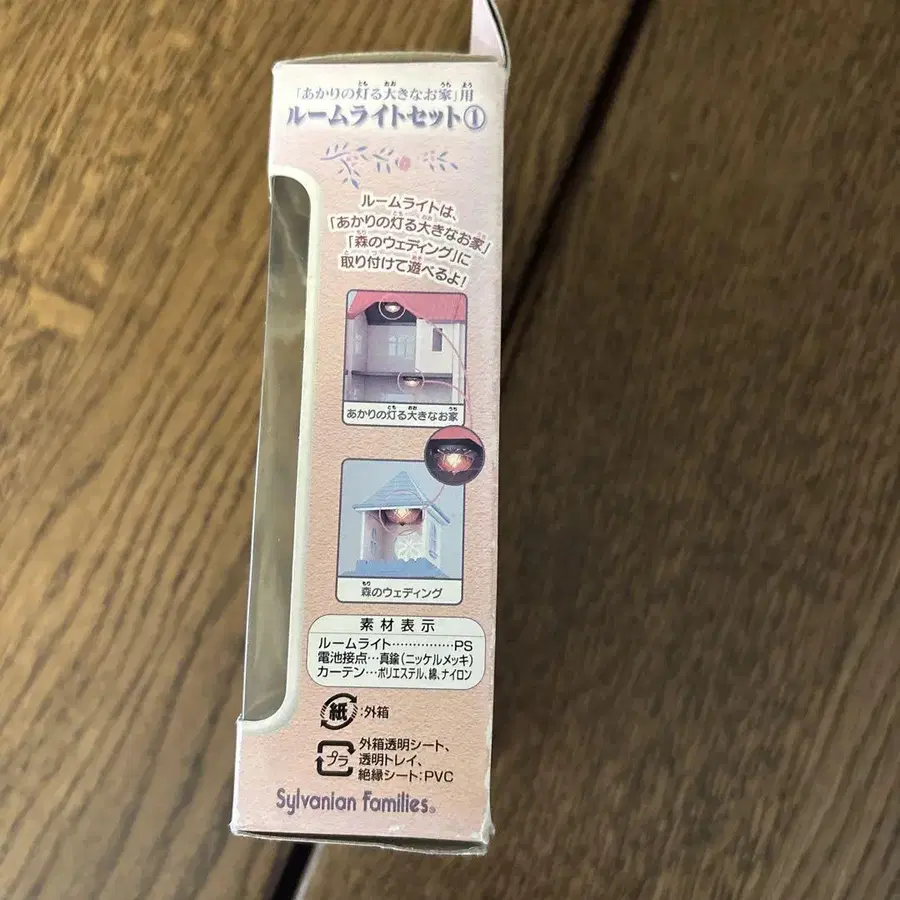 「あかりの灯る大きなお家」用
ルームライトセット①
ルームライトは、
「あかりの灯る大きなお家」
「森のウェディング」に
取り付けて遊べるよ!
あかりの灯る大きなお家
森のウェディング
素材表示
ルームライト……………PS
電池接点…真鍮(ニッケルメッキ)
カーテン…ポリエステル、綿、ナイロン
紙:外箱
プラ
外箱透明シート、
透明トレイ、
絶縁シート:PVC
Sylvanian Families®